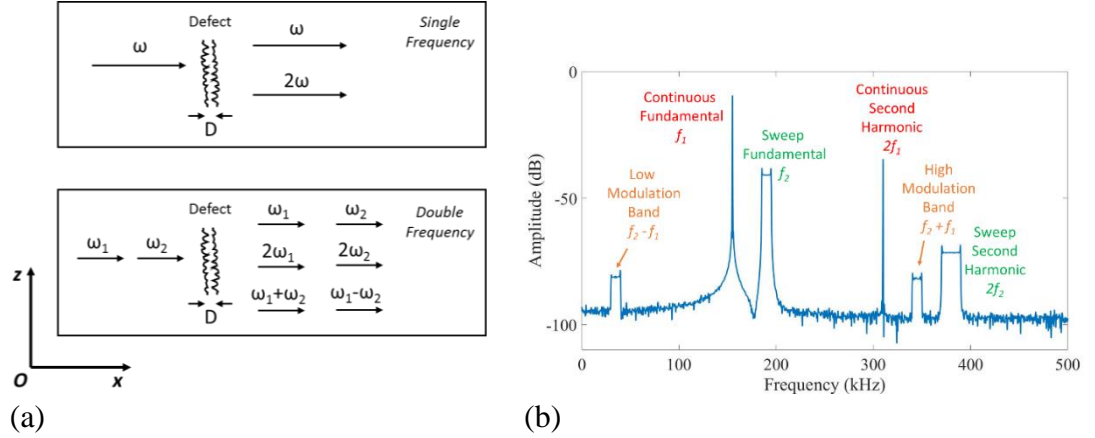 Defect
Single
Frequency
ω
ω
2ω
D
Defect
Double
Frequency
ω1
ω2
ω1
ω2
2ω1
2ω2
ω1+ω2
ω1-ω2
D
z
O
x
(a)
0
-50
-100
Amplitude (dB)
Continuous
Fundamental
f1
Sweep
Fundamental
f2
Continuous
Second
Harmonic
2f1
Low
Modulation
Band
f2 - f1
High
Modulation
Band
f2 + f1
Sweep
Second
Harmonic
2f2
0
100
200
300
400
500
Frequency (kHz)
(b)